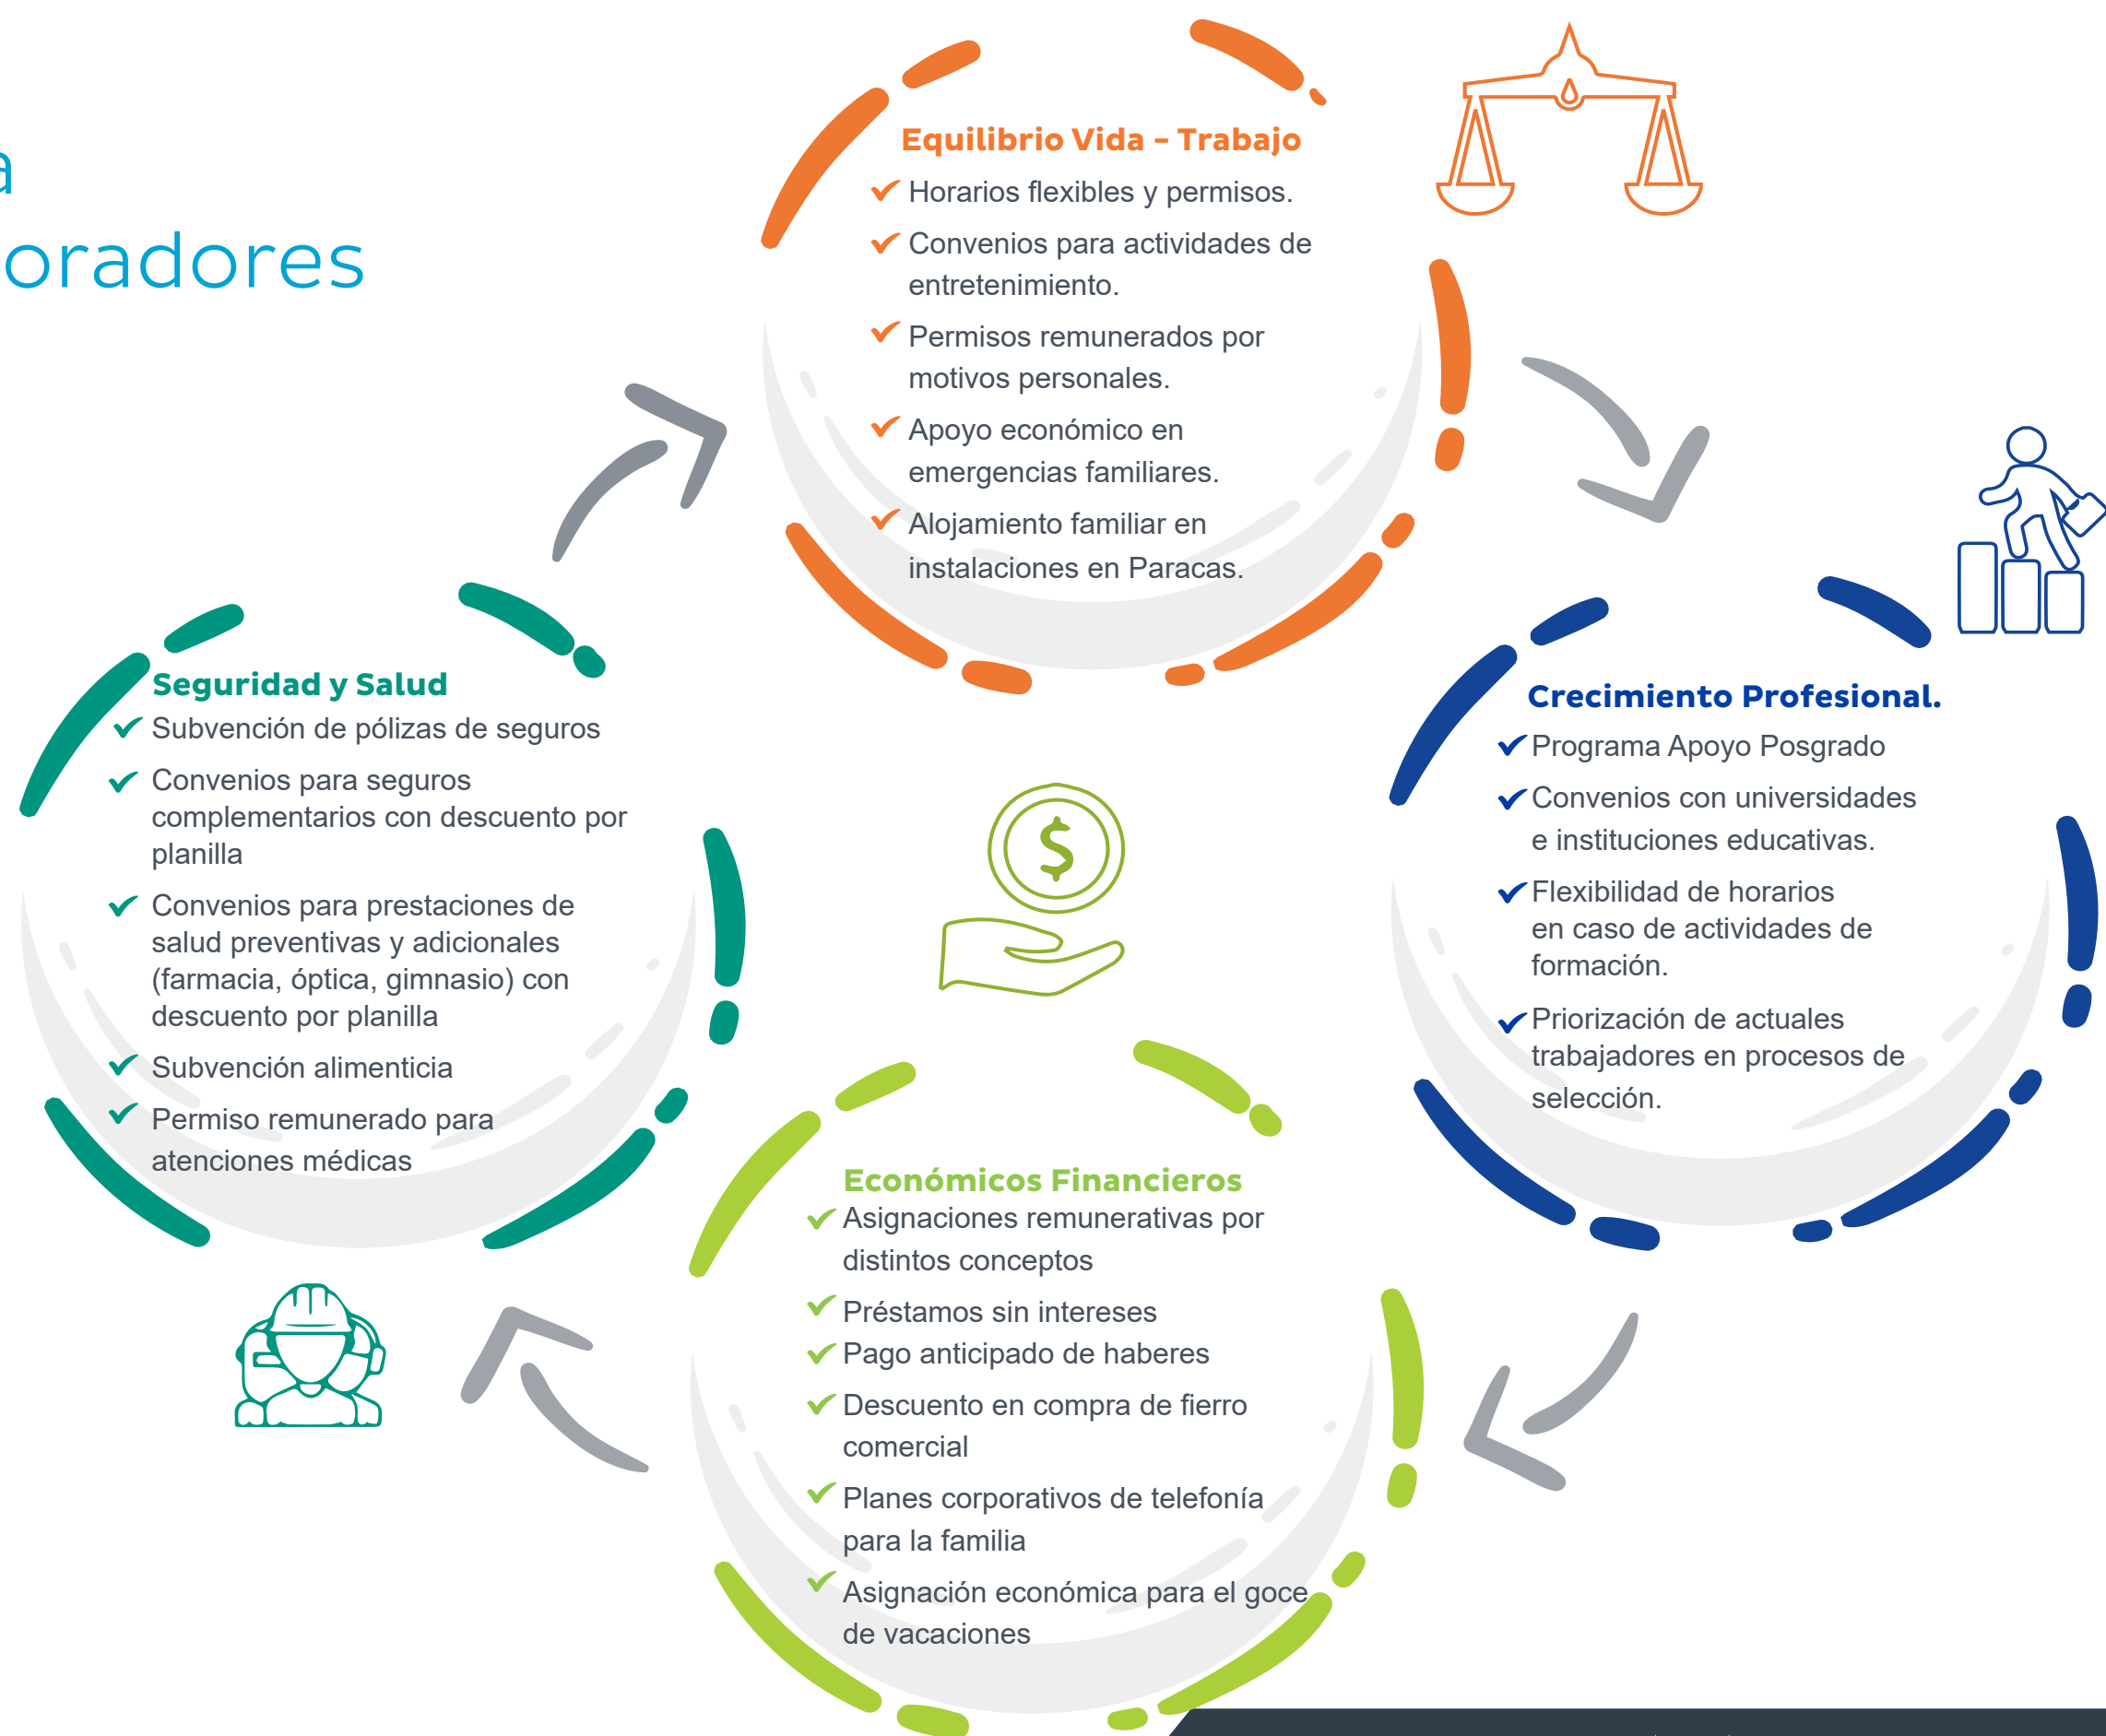 a
oradores
Equilibrio Vida - Trabajo
Horarios flexibles y permisos.
Convenios para actividades de
entretenimiento.
Permisos remunerados por
motivos personales.
Apoyo económico en
emergencias familiares.
Alojamiento familiar en
instalaciones en Paracas.
Seguridad y Salud
Subvención de pólizas de seguros
Convenios para seguros
complementarios con descuento por
planilla
Convenios para prestaciones de
salud preventivas y adicionales
(farmacia, óptica, gimnasio) con
descuento por planilla
Subvención alimenticia
Permiso remunerado para
atenciones médicas
Crecimiento Profesional.
Programa Apoyo Posgrado
Convenios con universidades
e instituciones educativas.
Flexibilidad de horarios
en caso de actividades de
formación.
Priorización de actuales
trabajadores en procesos de
selección.
$
Económicos Financieros
Asignaciones remunerativas por
distintos conceptos
Préstamos sin intereses
Pago anticipado de haberes
Descuento en compra de fierro
comercial
Planes corporativos de telefonía
para la familia
Asignación económica para el goce
de vacaciones